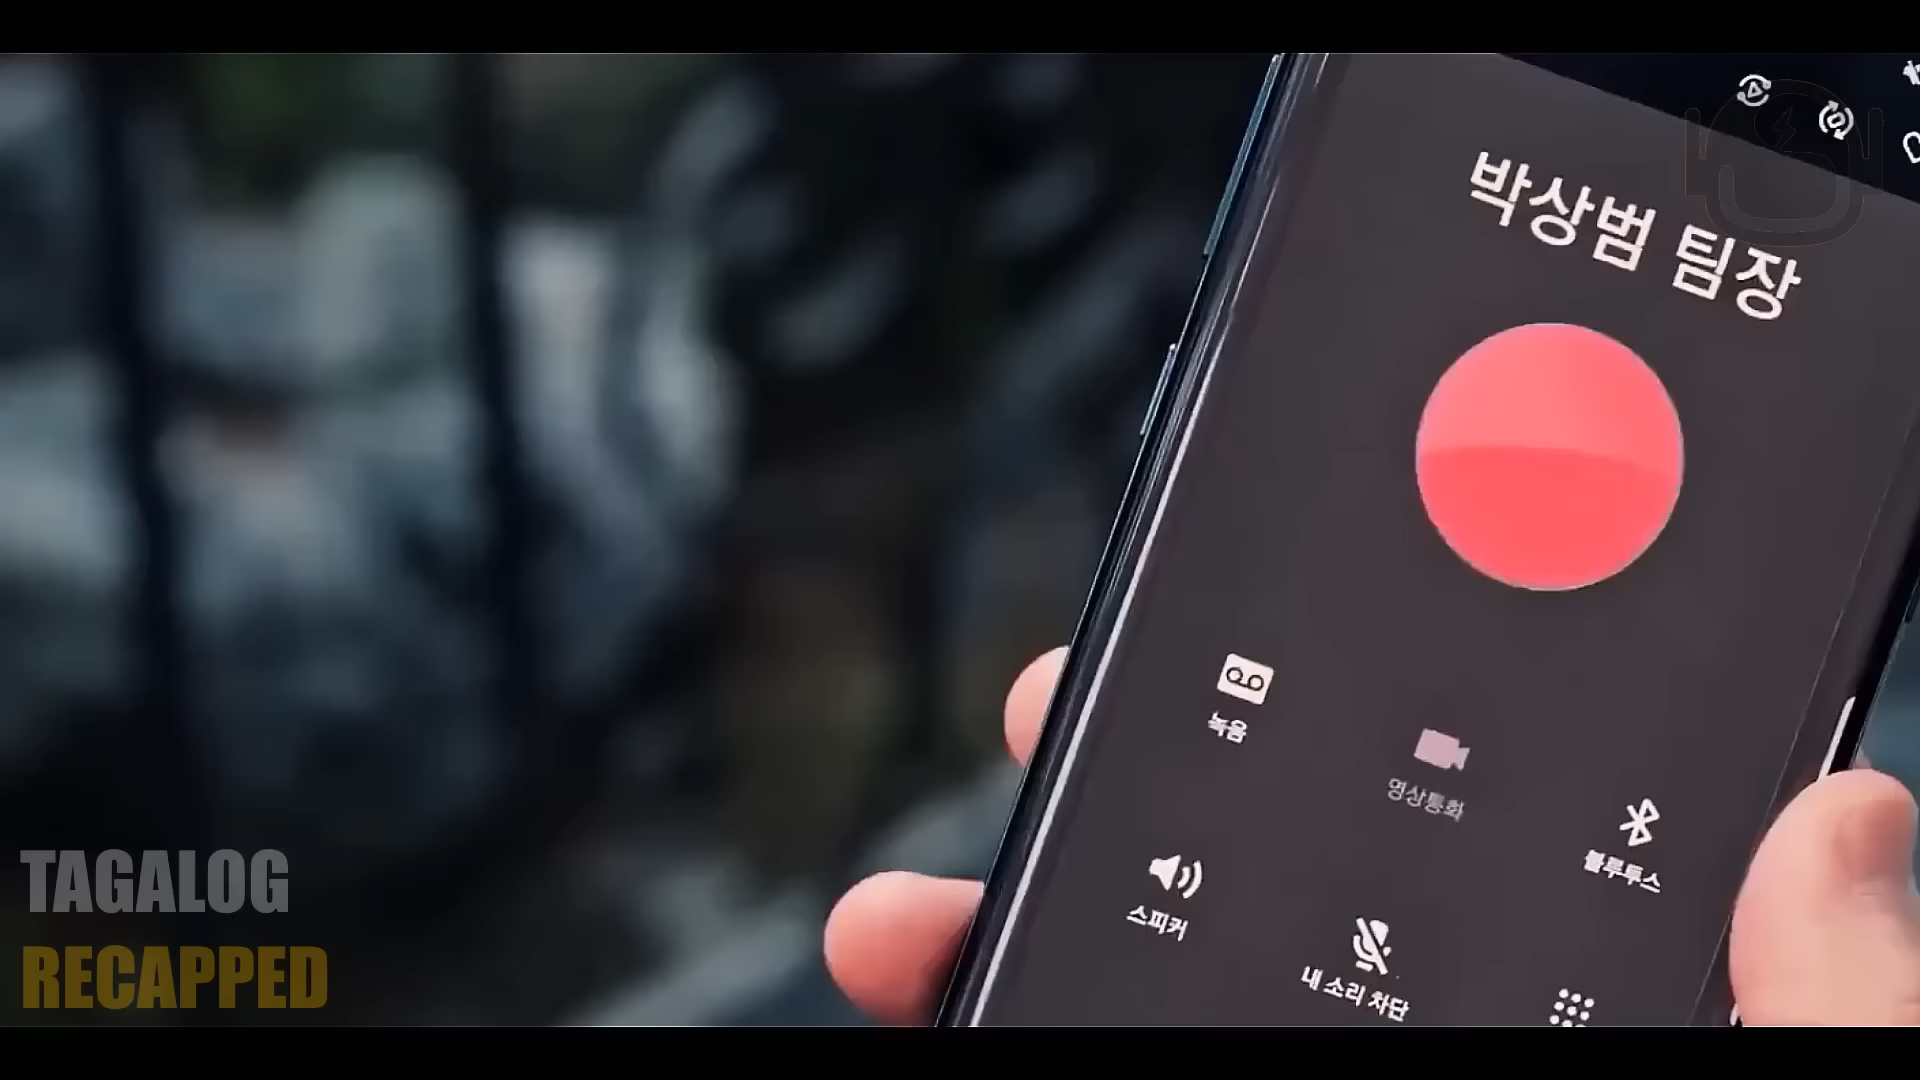 박상범 팀장
녹음
영상통화
블루투스
스피커
내 소리 차단
TAGALOG
RECAPPED